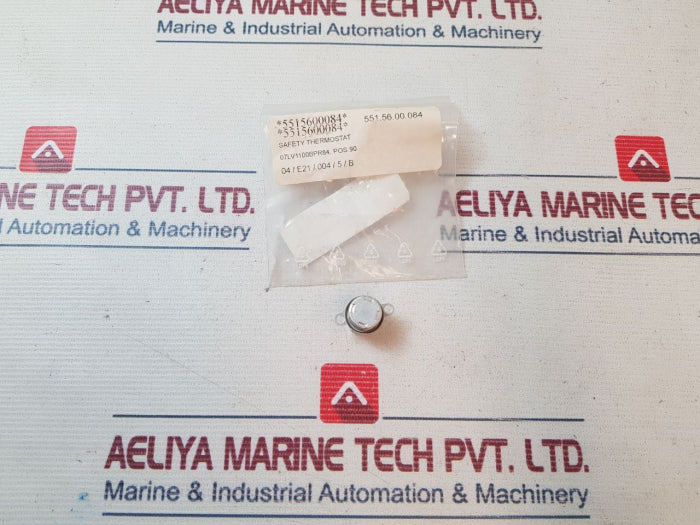 AELIYA MARINE TECH PVT. LTD.
Marine & Industrial Automation & Machinery
*5515600084* 551.56.00.084
*5515600084*
SAFETY THERMOSTAT
07LV1100BPR84, POS 90
04 / E21 / 004 / 5 / B
E TECH PVT. LTD.
Automation & Machinery
AELIYA MARINE TECH
Marine & Industrial Automa
AELIYA MARINE TECH PVT. LTD.
Marine & Industrial Automation & Machinery